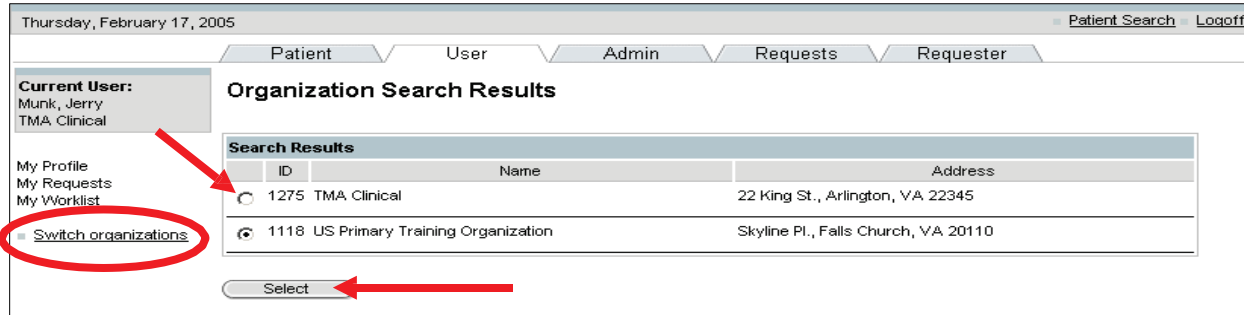 Thursday, February 17, 2005
Patient Search Logoff
Patient User Admin Requests Requester
Current User:
Munk, Jerry
TMA Clinical
Organization Search Results
Search Results
ID Name Address
1275 TMA Clinical 22 King St., Arlington, VA 22345
1118 US Primary Training Organization Skyline Pl., Falls Church, VA 20110
My Profile
My Requests
My Worklist
Switch organizations
Select